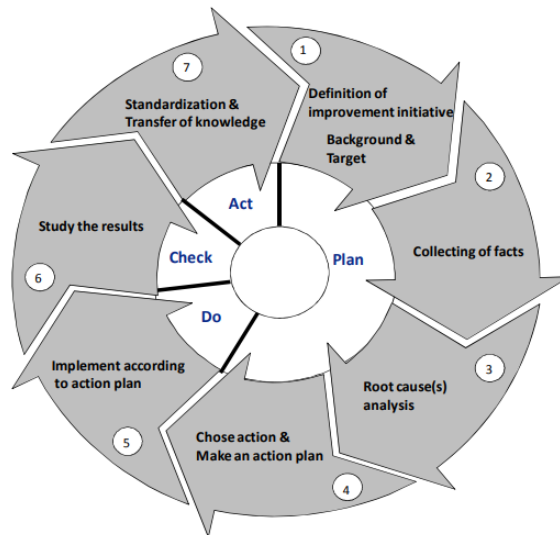 1
Definition of
improvement initiative
Background &
Target
2
Collecting of facts
3
Root cause(s)
analysis
4
Chose action &
Make an action plan
5
Implement according
to action plan
6
Study the results
7
Standardization &
Transfer of knowledge
Plan
Do
Check
Act